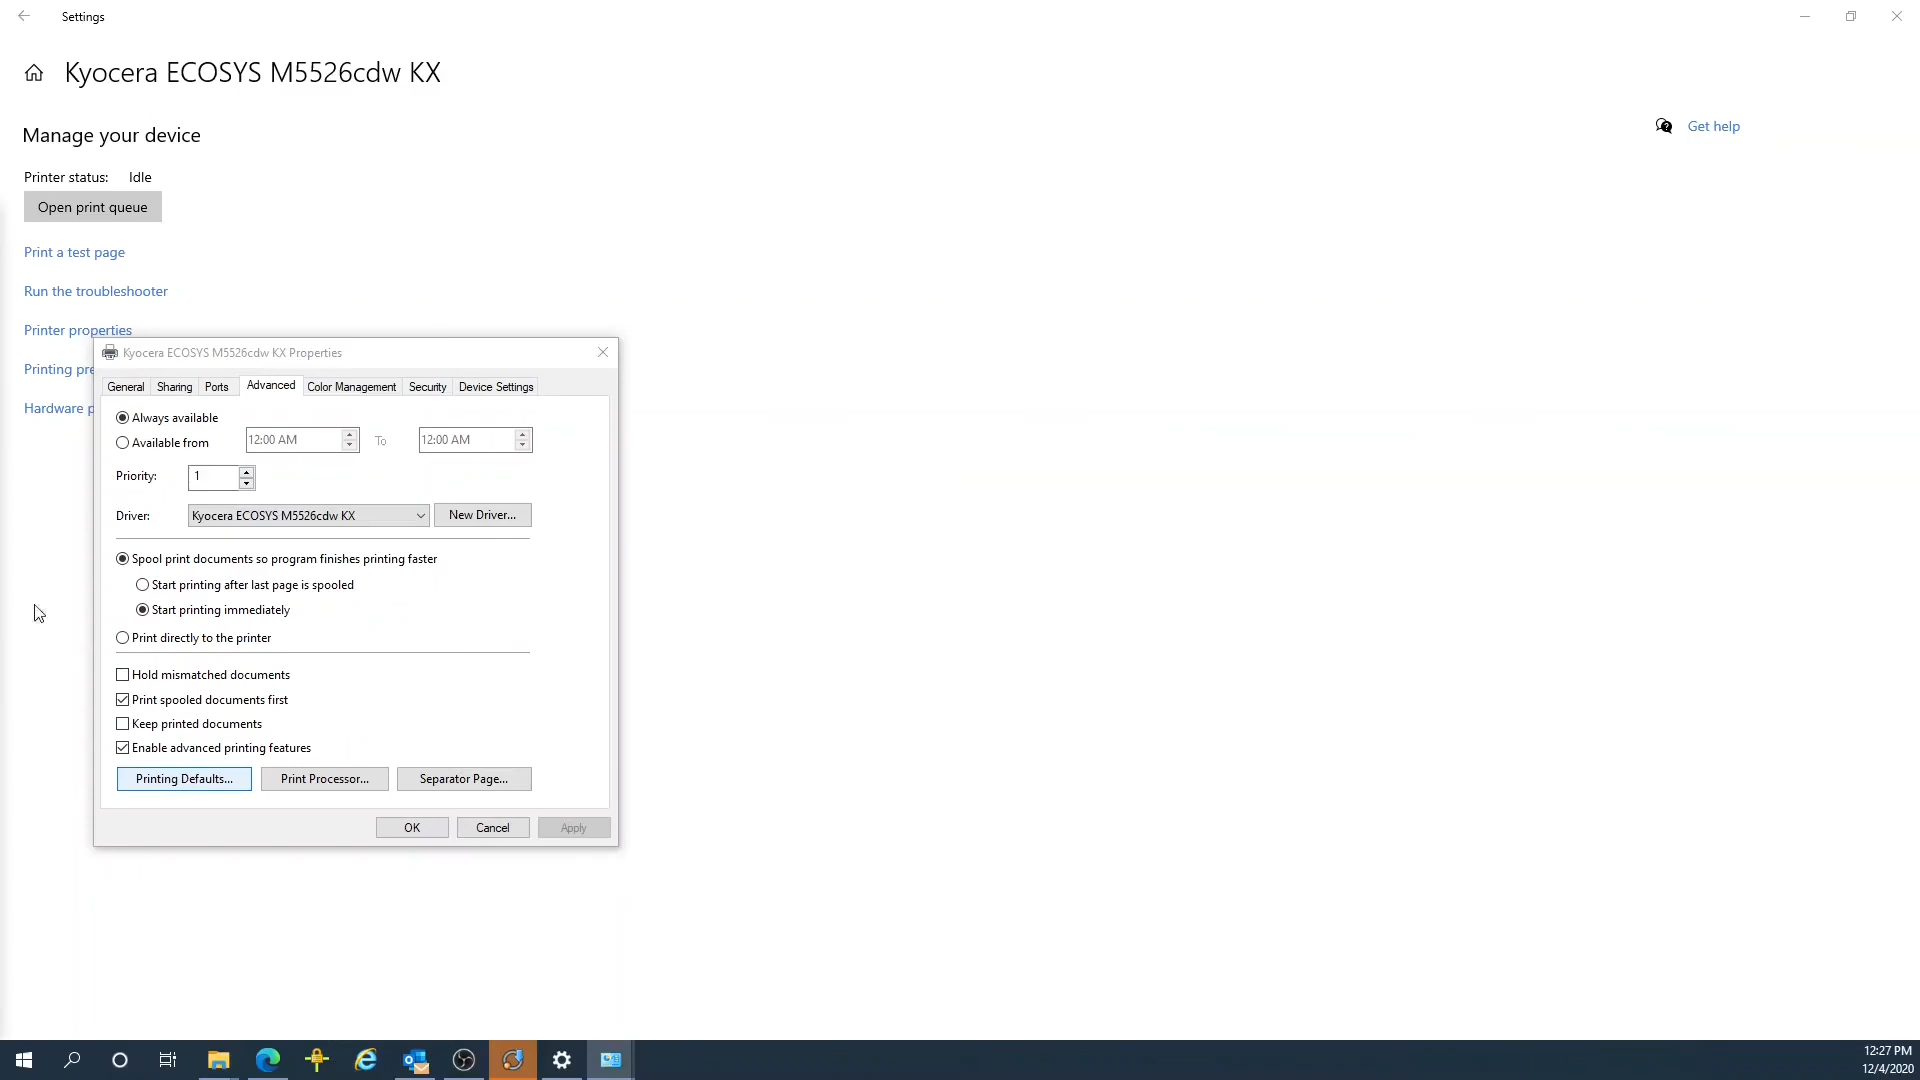 Settings
Kyocera ECOSYS M5526cdw KX
Manage your device
Get help
Printer status: Idle
Open print queue
Print a test page
Run the troubleshooter
Printer properties
Printing pre
Hardware p
Kyocera ECOSYS M5526cdw KX Properties
General Sharing Ports Advanced Color Management Security Device Settings
Always available
Available from 12:00 AM To 12:00 AM
Priority: 1
Driver: Kyocera ECOSYS M5526cdw KX New Driver...
Spool print documents so program finishes printing faster
Start printing after last page is spooled
Start printing immediately
Print directly to the printer
Hold mismatched documents
Print spooled documents first
Keep printed documents
Enable advanced printing features
Printing Defaults... Print Processor... Separator Page...
OK Cancel Apply
12:27 PM
12/4/2020